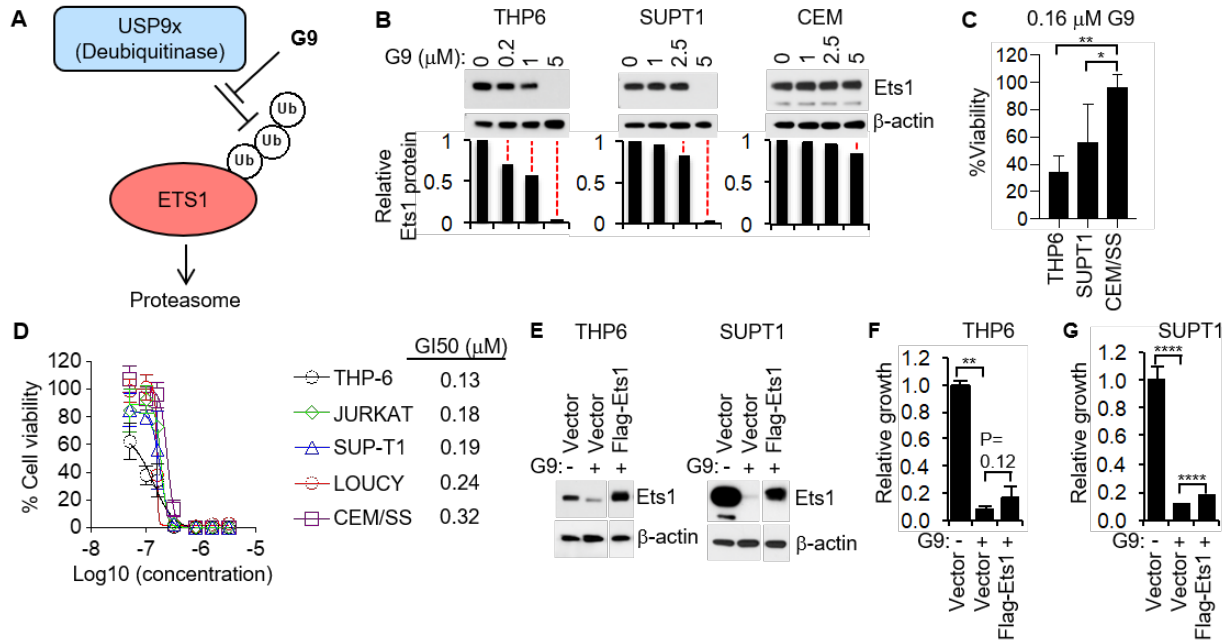 A
USP9x
(Deubiquitinase)
G9
Ub
Ub
Ub
ETS1
Proteasome
B
THP6 SUPT1 CEM
G9 (μM): 0 0.2 1 5 0 1 2.5 5 0 1 2.5 5
Ets1
β-actin
Relative
Ets1 protein
1
0.5
0
1
0.5
0
1
0.5
0
C
0.16 μM G9
**
*
%Viability
120
100
80
60
40
20
0
THP6
SUPT1
CEM/SS
D
% Cell viability
120
100
80
60
40
20
0
-8 -7 -6 -5
Log10 (concentration)
GI50 (μM)
THP-6 0.13
JURKAT 0.18
SUP-T1 0.19
LOUCY 0.24
CEM/SS 0.32
E
THP6 SUPT1
Vector Vector Flag-Ets1 Vector Vector Flag-Ets1
G9: - + + - + +
Ets1 Ets1
β-actin β-actin
F
THP6
Relative growth
1.2
1.0
0.8
0.6
0.4
0.2
0.0
**
P=
0.12
G9: - + +
Vector
Vector
Flag-Ets1
G
SUPT1
Relative growth
1.2
1.0
0.8
0.6
0.4
0.2
0.0
****
****
G9: - + +
Vector
Vector
Flag-Ets1